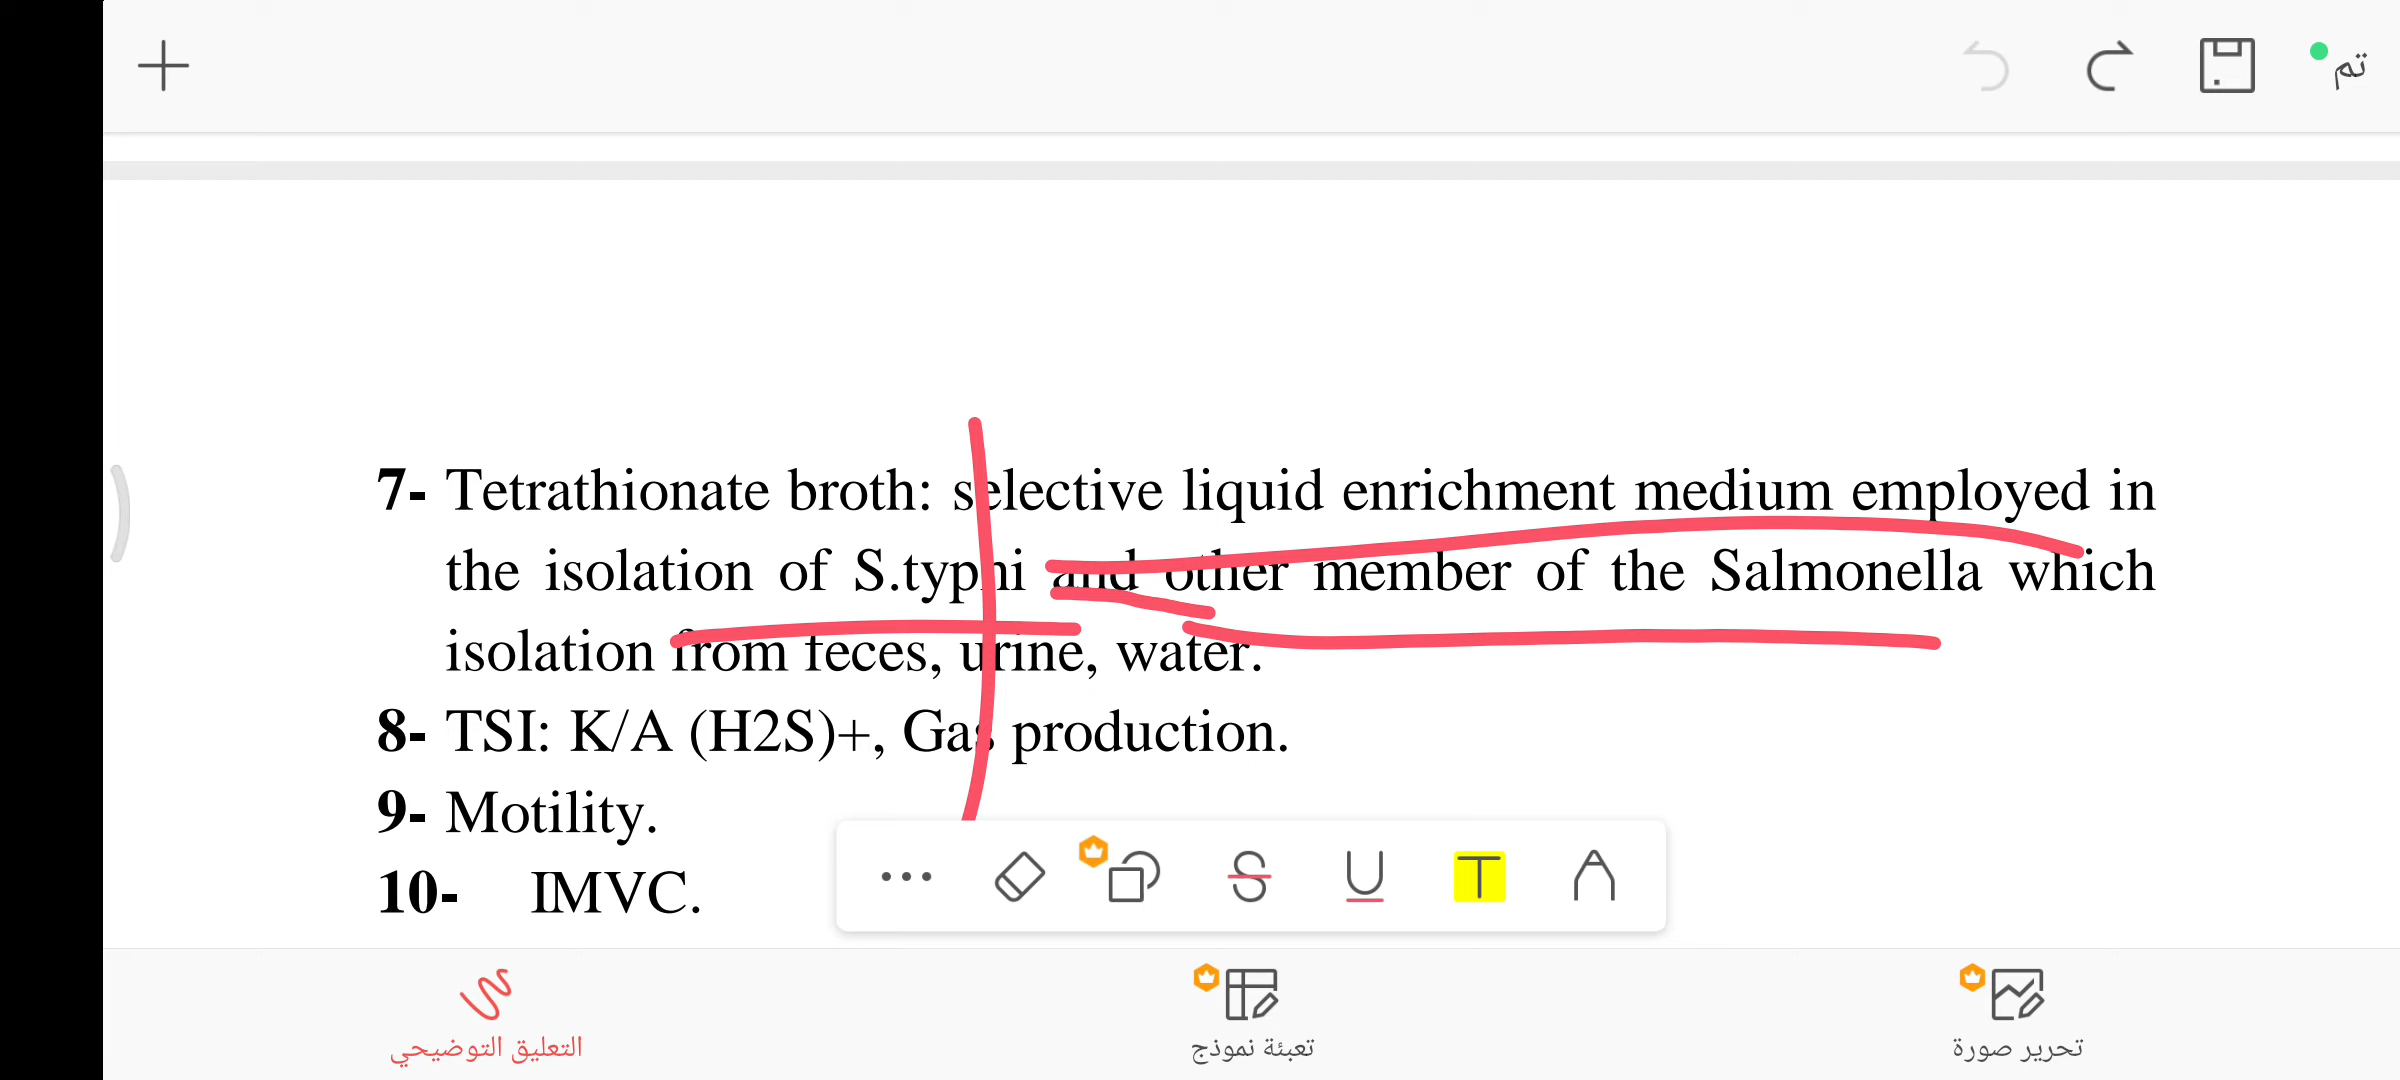 تم
7- Tetrathionate broth: selective liquid enrichment medium employed in
the isolation of S.typhi and other member of the Salmonella which
isolation from feces, urine, water.
8- TSI: K/A (H2S)+, Gas production.
9- Motility.
10- IMVC.
التعليق التوضيحي
تعبئة نموذج
تحرير صورة